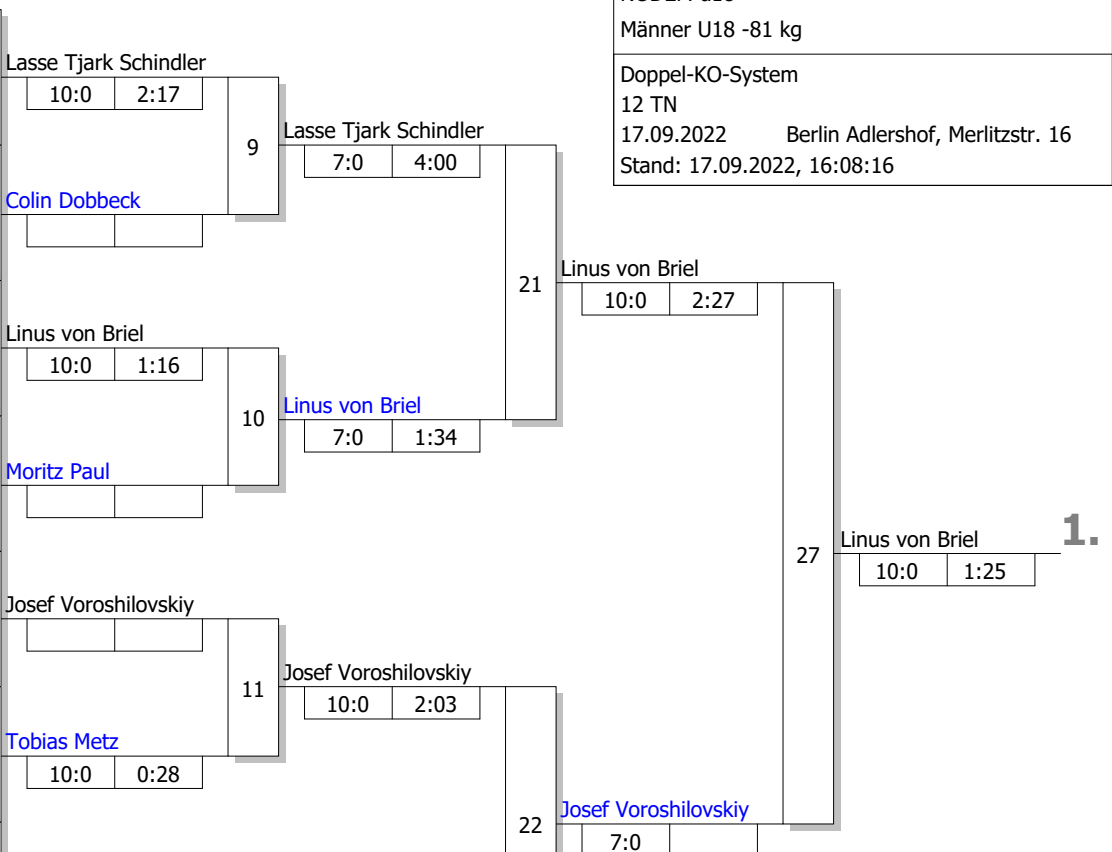 Männer U18 -81 kg
Doppel-KO-System
12 TN
17.09.2022 Berlin Adlershof, Merlitzstr. 16
Stand: 17.09.2022, 16:08:16
Lasse Tjark Schindler
10:0 2:17
9
Lasse Tjark Schindler
7:0 4:00
Colin Dobbeck
21
Linus von Briel
10:0 2:27
Linus von Briel
10:0 1:16
10
Linus von Briel
7:0 1:34
Moritz Paul
27
Linus von Briel
1.
10:0 1:25
Josef Voroshilovskiy
11
Josef Voroshilovskiy
10:0 2:03
Tobias Metz
10:0 0:28
22
Josef Voroshilovskiy
7:0